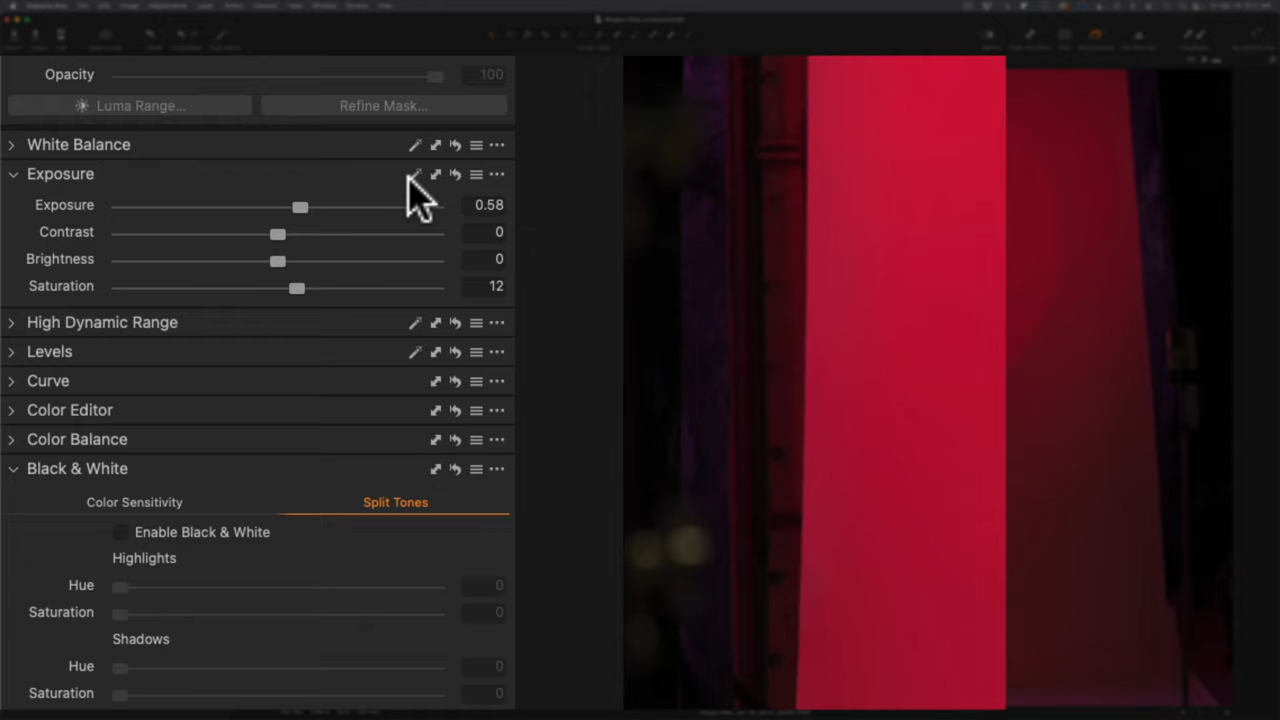 Opacity 100
Luma Range... Refine Mask...
White Balance
Exposure
Exposure 0.58
Contrast 0
Brightness 0
Saturation 12
High Dynamic Range
Levels
Curve
Color Editor
Color Balance
Black & White
Color Sensitivity Split Tones
Enable Black & White
Highlights
Hue 0
Saturation 0
Shadows
Hue 0
Saturation 0